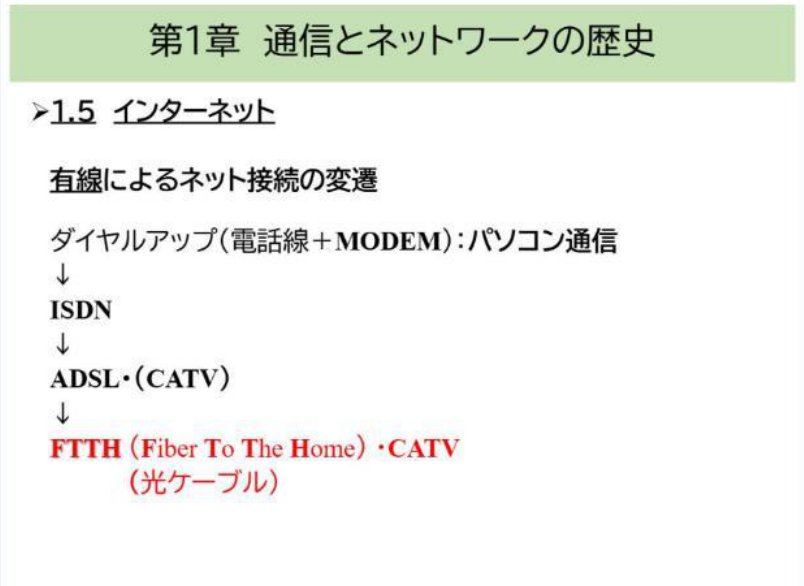 第1章 通信とネットワークの歴史
➢1.5 インターネット
有線によるネット接続の変遷
ダイヤルアップ(電話線＋MODEM):パソコン通信
↓
ISDN
↓
ADSL・(CATV)
↓
FTTH (Fiber To The Home)・CATV
(光ケーブル)